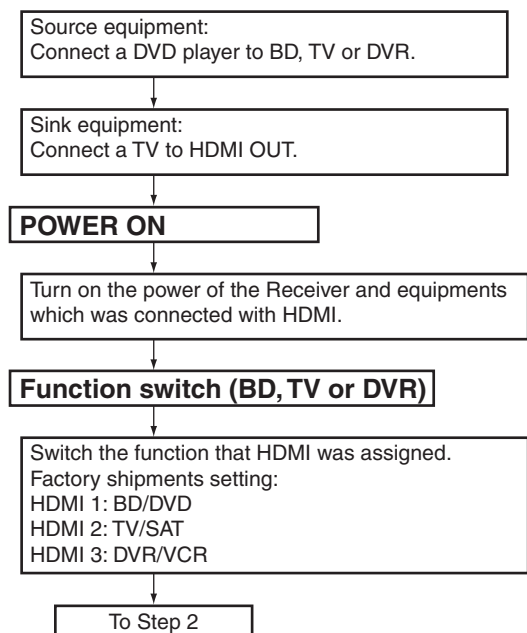 Source equipment:
Connect a DVD player to BD, TV or DVR.
Sink equipment:
Connect a TV to HDMI OUT.
POWER ON
Turn on the power of the Receiver and equipments
which was connected with HDMI.
Function switch (BD, TV or DVR)
Switch the function that HDMI was assigned.
Factory shipments setting:
HDMI 1: BD/DVD
HDMI 2: TV/SAT
HDMI 3: DVR/VCR
To Step 2